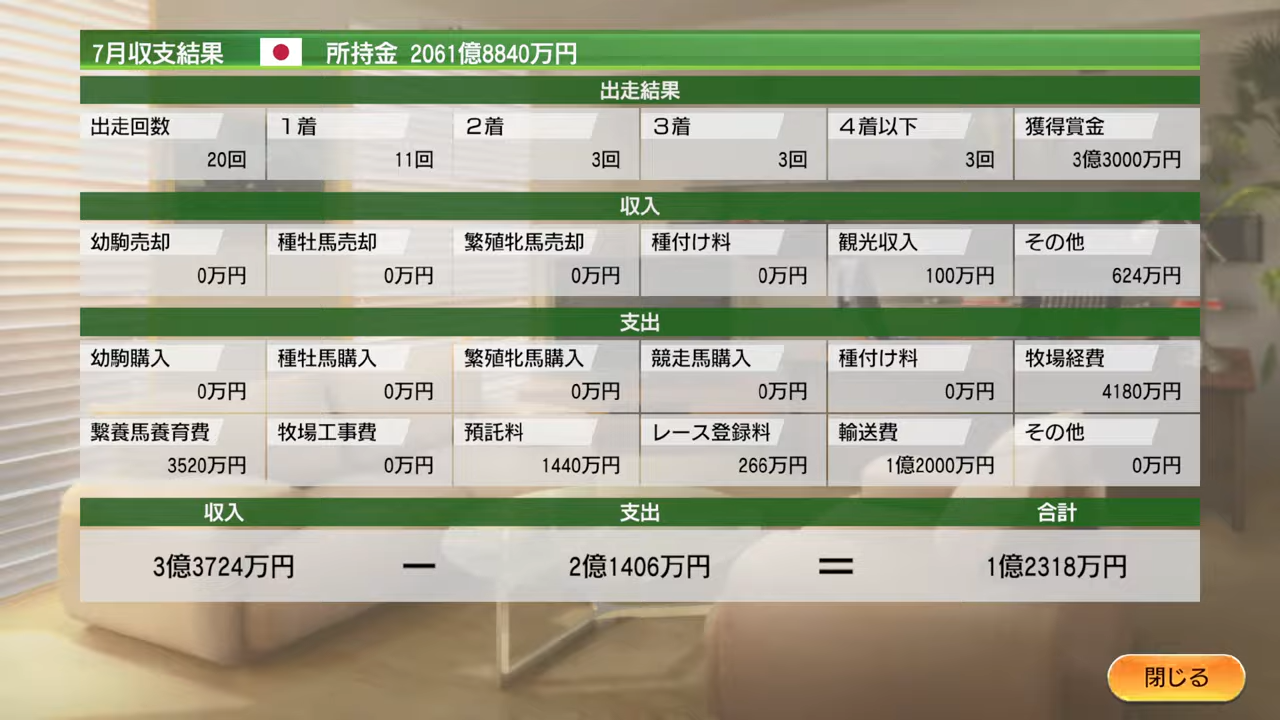 7月収支結果 所持金 2061億8840万円
出走結果
出走回数 1着 2着 3着 4着以下 獲得賞金
20回 11回 3回 3回 3回 3億3000万円
収入
幼駒売却 種牡馬売却 繁殖牝馬売却 種付け料 観光収入 その他
0万円 0万円 0万円 0万円 100万円 624万円
支出
幼駒購入 種牡馬購入 繁殖牝馬購入 競走馬購入 種付け料 牧場経費
0万円 0万円 0万円 0万円 0万円 4180万円
繋養馬養育費 牧場工事費 預託料 レース登録料 輸送費 その他
3520万円 0万円 1440万円 266万円 1億2000万円 0万円
収入 支出 合計
3億3724万円 － 2億1406万円 ＝ 1億2318万円
閉じる